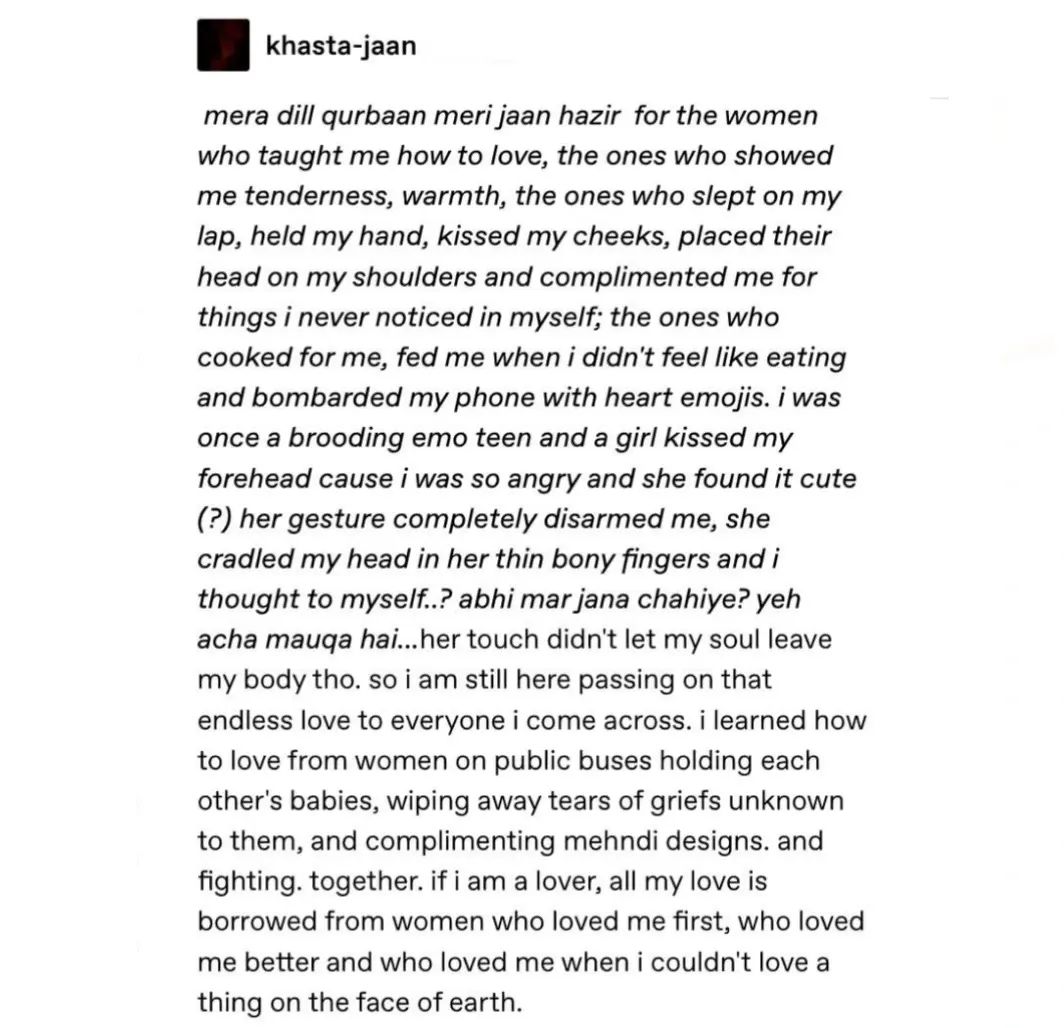 khasta-jaan
mera dill qurbaan meri jaan hazir for the women
who taught me how to love, the ones who showed
me tenderness, warmth, the ones who slept on my
lap, held my hand, kissed my cheeks, placed their
head on my shoulders and complimented me for
things i never noticed in myself; the ones who
cooked for me, fed me when i didn't feel like eating
and bombarded my phone with heart emojis. i was
once a brooding emo teen and a girl kissed my
forehead cause i was so angry and she found it cute
(?) her gesture completely disarmed me, she
cradled my head in her thin bony fingers and i
thought to myself..? abhi mar jana chahiye? yeh
acha mauqa hai...her touch didn't let my soul leave
my body tho. so i am still here passing on that
endless love to everyone i come across. i learned how
to love from women on public buses holding each
other's babies, wiping away tears of griefs unknown
to them, and complimenting mehndi designs. and
fighting. together. if i am a lover, all my love is
borrowed from women who loved me first, who loved
me better and who loved me when i couldn't love a
thing on the face of earth.